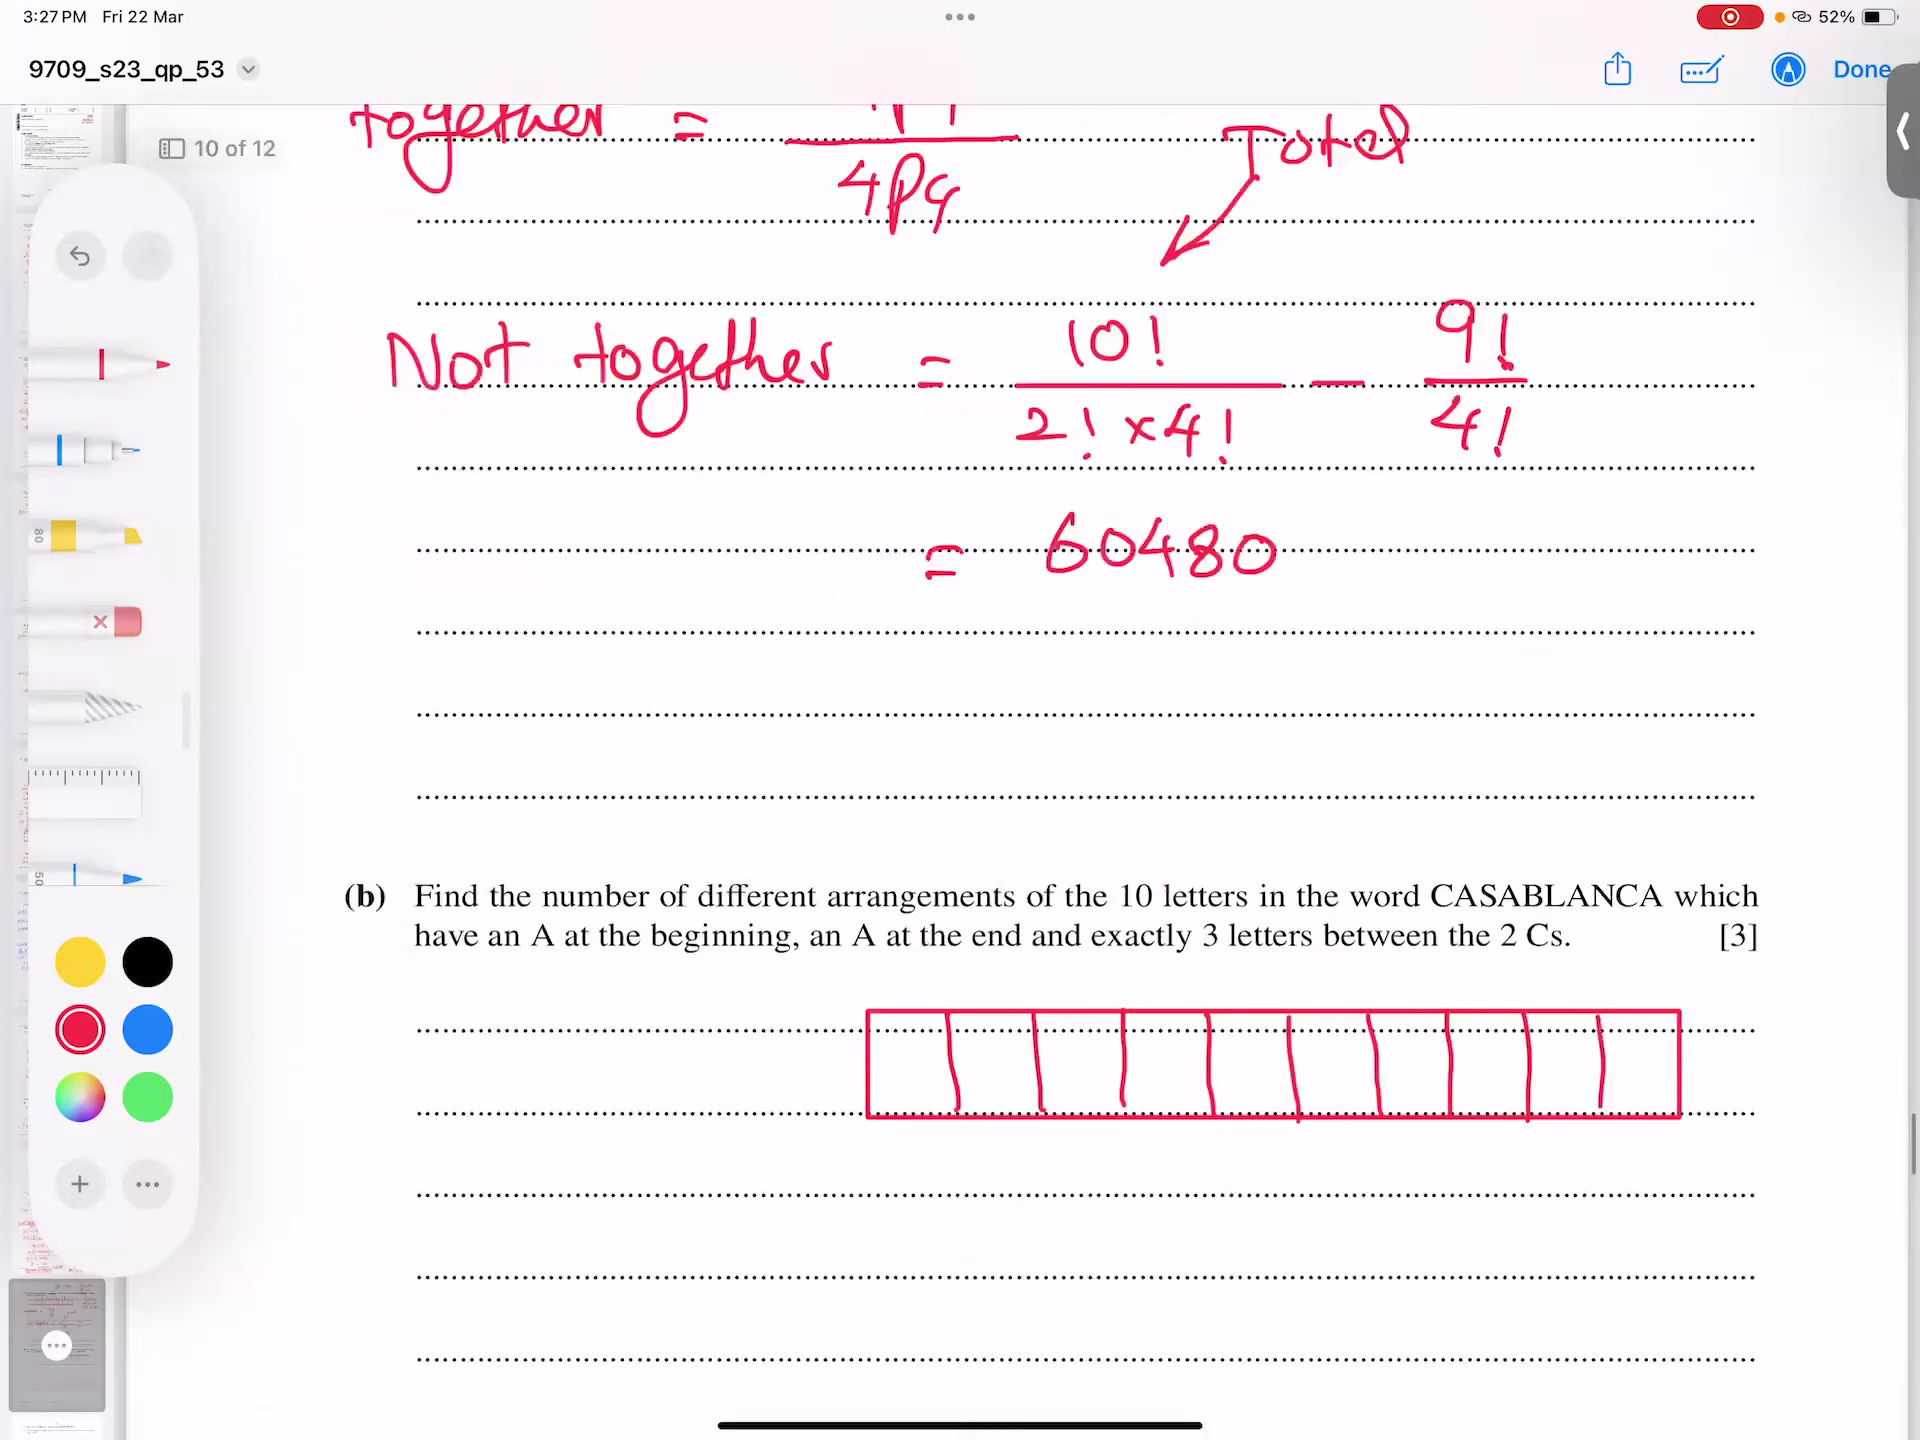 3:27 PM Fri 22 Mar
52%
9709_s23_qp_53
Done
10 of 12
together =
4P4
Total
Not together = 10! / 2! × 4! − 9! / 4!
= 60480
80
50
(b) Find the number of different arrangements of the 10 letters in the word CASABLANCA which
have an A at the beginning, an A at the end and exactly 3 letters between the 2 Cs. [3]